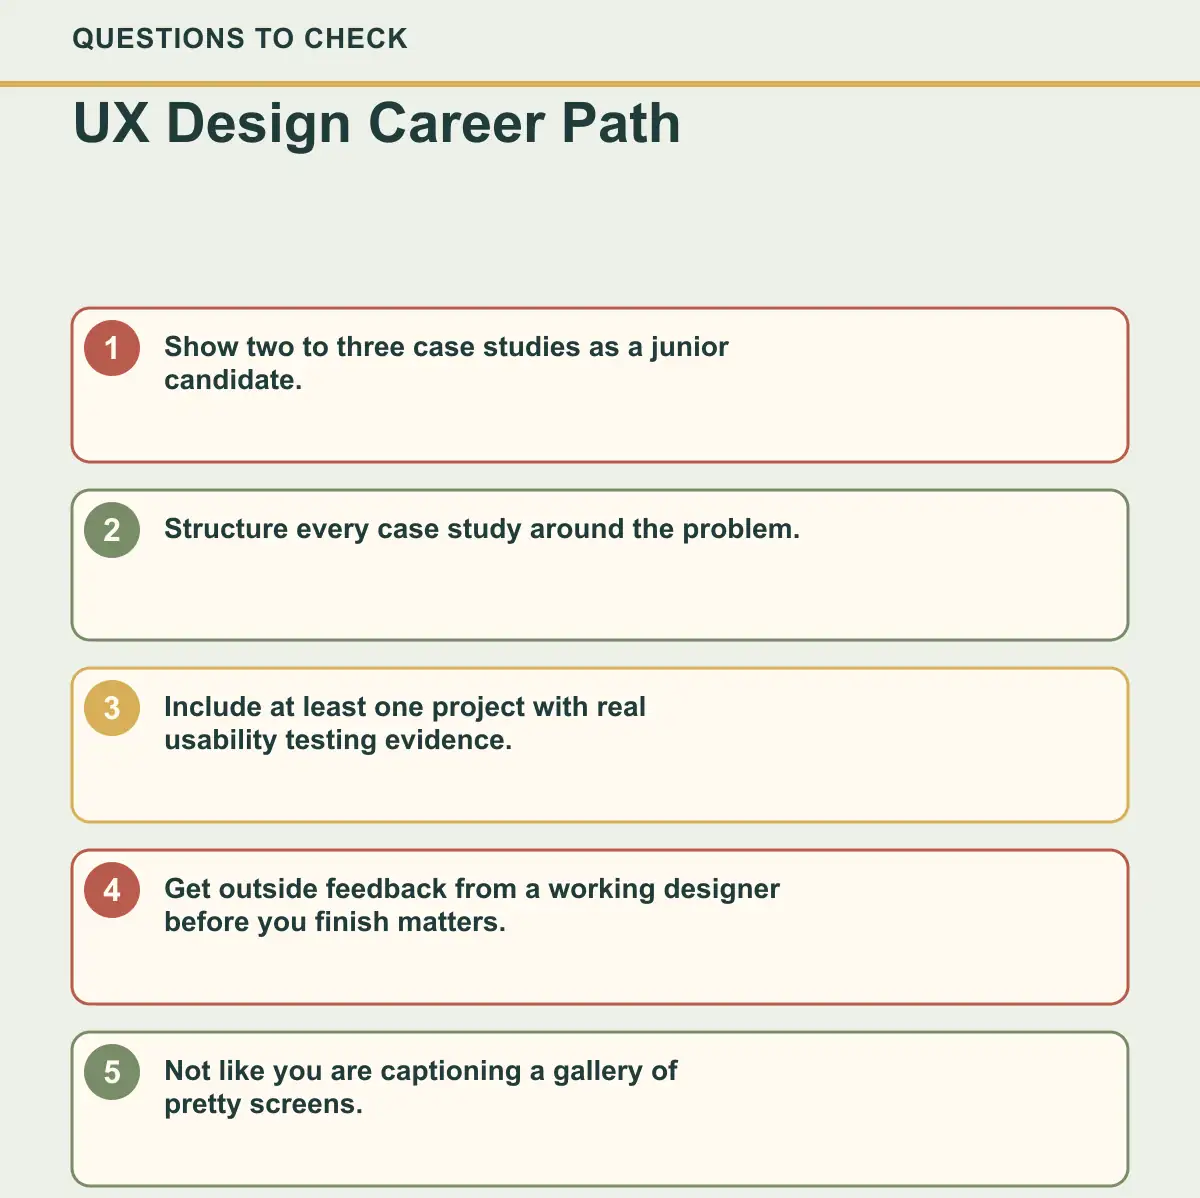 QUESTIONS TO CHECK
UX Design Career Path
1
Show two to three case studies as a junior
candidate.
2
Structure every case study around the problem.
3
Include at least one project with real
usability testing evidence.
4
Get outside feedback from a working designer
before you finish matters.
5
Not like you are captioning a gallery of
pretty screens.